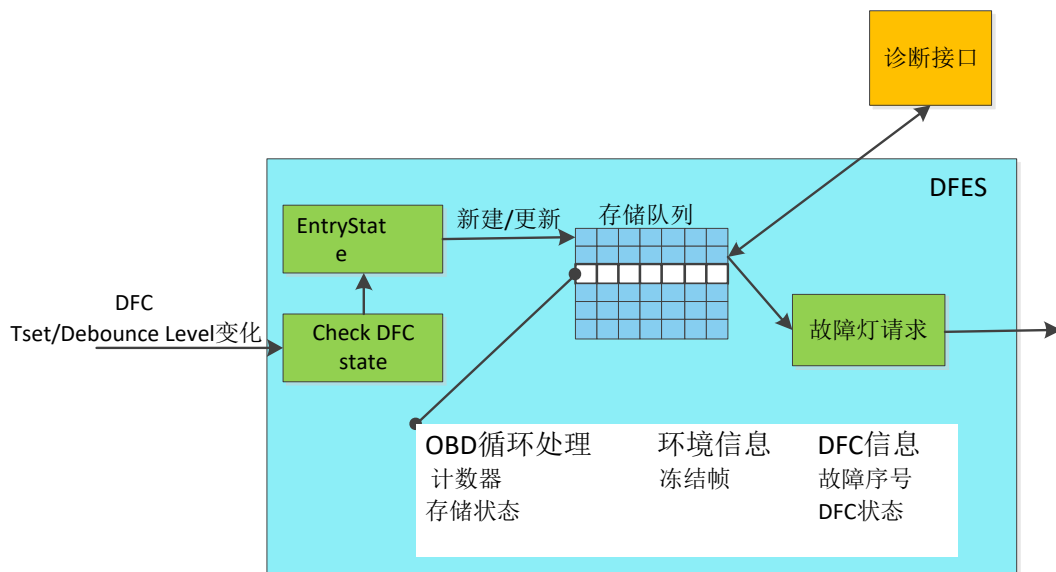 诊断接口
DFES
EntryStat
e
新建/更新
存储队列
DFC
Tset/Debounce Level变化
Check DFC
state
故障灯请求
OBD循环处理
环境信息
DFC信息
计数器
冻结帧
故障序号
存储状态
DFC状态